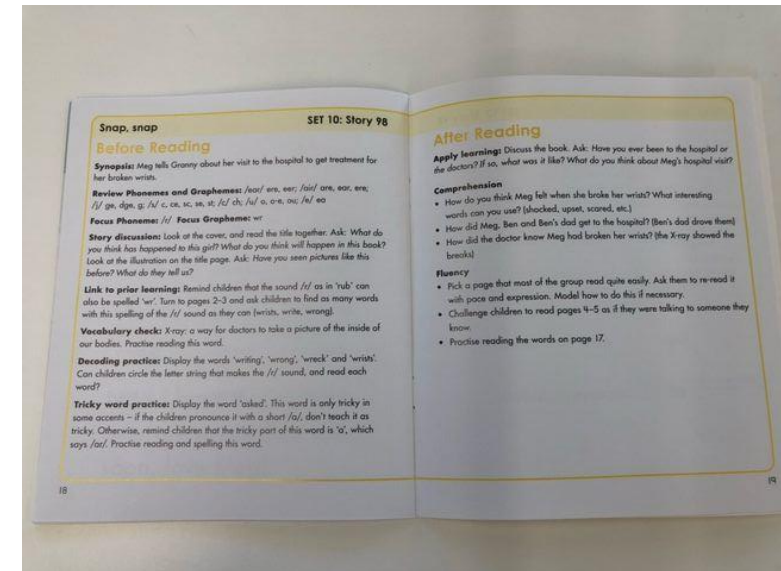 Snap, snap
SET 10: Story 98
Before Reading
Synopsis: Meg tells Granny about her visit to the hospital to get treatment for
her broken wrists.
Review Phonemes and Graphemes: /ear/ ere, eer; /air/ are, ear, ere;
/j/ ge, dge, g; /s/ c, ce, sc, se, st; /c/ ch; /u/ o, o-e, ou; /e/ ea
Focus Phoneme: /r/ Focus Grapheme: wr
Story discussion: Look at the cover, and read the title together. Ask: What do
you think has happened to this girl? What do you think will happen in this book?
Look at the illustration on the title page. Ask: Have you seen pictures like this
before? What do they tell us?
Link to prior learning: Remind children that the sound /r/ as in 'rub' can
also be spelled 'wr'. Turn to pages 2–3 and ask children to find as many words
with this spelling of the /r/ sound as they can (wrists, write, wrong).
Vocabulary check: X-ray: a way for doctors to take a picture of the inside of
our bodies. Practise reading this word.
Decoding practice: Display the words 'writing', 'wrong', 'wreck' and 'wrists'.
Can children circle the letter string that makes the /r/ sound, and read each
word?
Tricky word practice: Display the word 'asked'. This word is only tricky in
some accents – if the children pronounce it with a short /a/, don't teach it as
tricky. Otherwise, remind children that the tricky part of this word is 'a', which
says /ar/. Practise reading and spelling this word.
18
After Reading
Apply learning: Discuss the book. Ask: Have you ever been to the hospital or
the doctors? If so, what was it like? What do you think about Meg's hospital visit?
Comprehension
• How do you think Meg felt when she broke her wrists? What interesting
words can you use? (shocked, upset, scared, etc.)
• How did Meg, Ben and Ben's dad get to the hospital? (Ben's dad drove them)
• How did the doctor know Meg had broken her wrists? (the X-ray showed the
breaks)
Fluency
• Pick a page that most of the group read quite easily. Ask them to re-read it
with pace and expression. Model how to do this if necessary.
• Challenge children to read pages 4–5 as if they were talking to someone they
know.
• Practise reading the words on page 17.
19